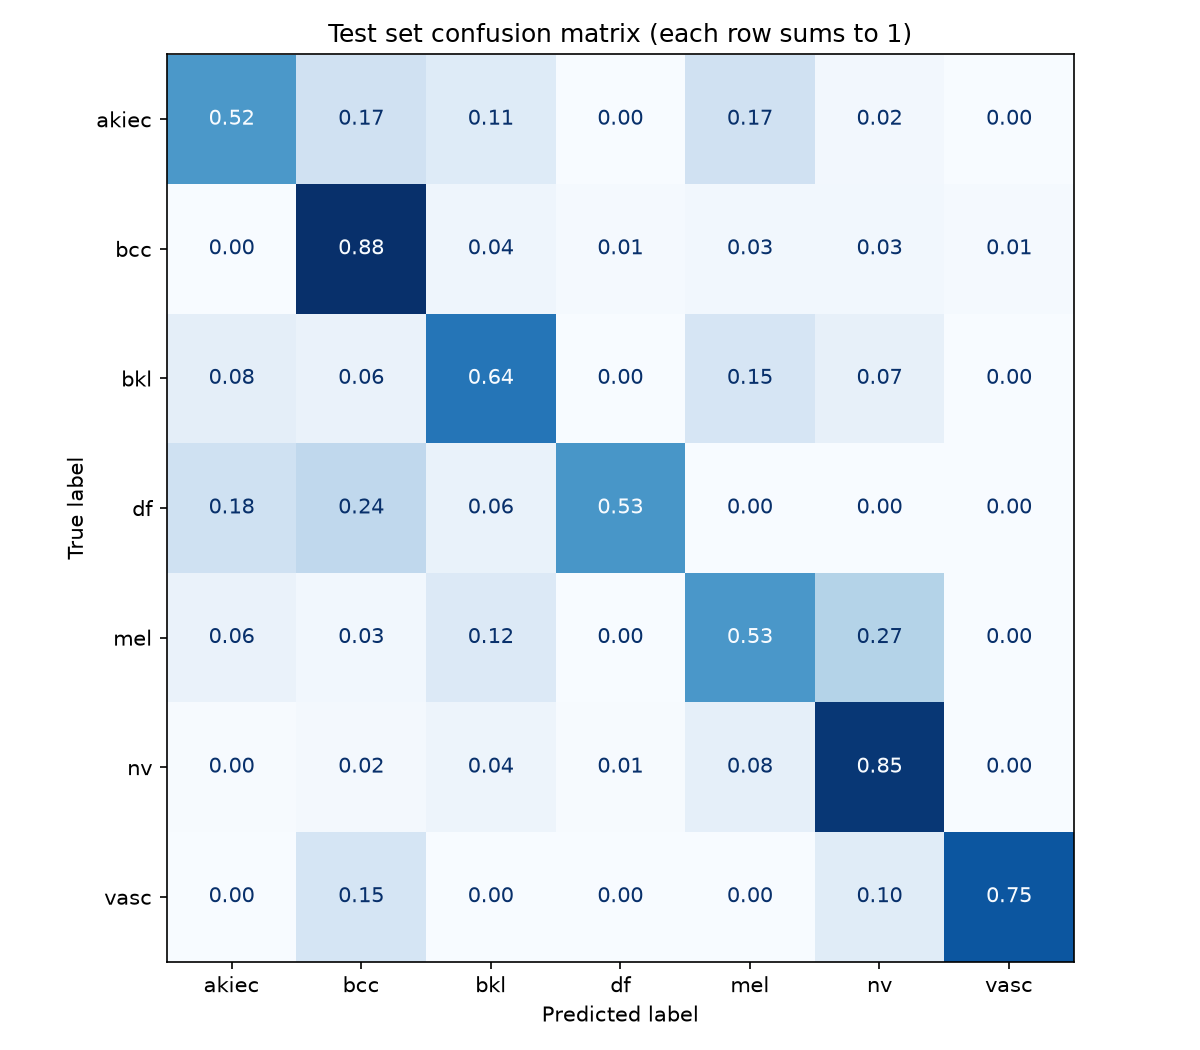 Test set confusion matrix (each row sums to 1)
akiec 0.52 0.17 0.11 0.00 0.17 0.02 0.00
bcc 0.00 0.88 0.04 0.01 0.03 0.03 0.01
bkl 0.08 0.06 0.64 0.00 0.15 0.07 0.00
df 0.18 0.24 0.06 0.53 0.00 0.00 0.00
mel 0.06 0.03 0.12 0.00 0.53 0.27 0.00
nv 0.00 0.02 0.04 0.01 0.08 0.85 0.00
vasc 0.00 0.15 0.00 0.00 0.00 0.10 0.75
True label
akiec bcc bkl df mel nv vasc
Predicted label